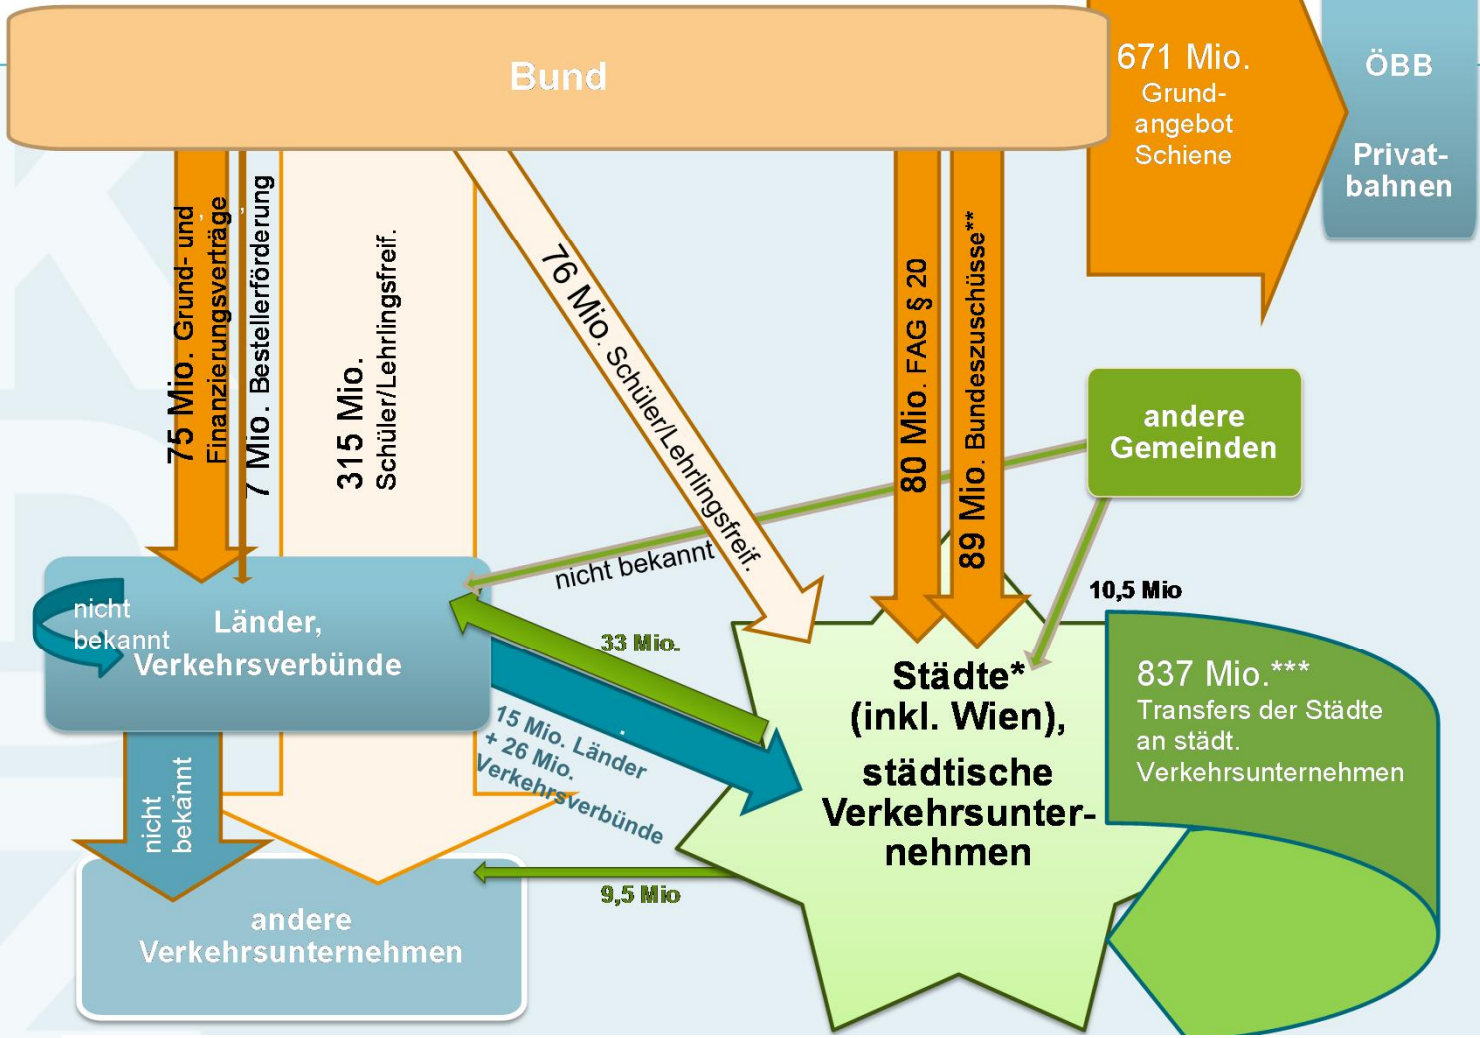 Bund
671 Mio.
Grund-
angebot
Schiene
ÖBB
Privat-
bahnen
75 Mio. Grund- und
Finanzierungsverträge
7 Mio. Bestellerförderung
315 Mio.
Schüler/Lehrlingsfreif.
76 Mio. Schüler/Lehrlingsfreif.
80 Mio. FAG § 20
89 Mio. Bundeszuschüsse**
andere
Gemeinden
nicht bekannt
10,5 Mio
nicht
bekannt
Länder,
Verkehrsverbünde
33 Mio.
15 Mio. Länder
+ 26 Mio.
Verkehrsverbünde
Städte*
(inkl. Wien),
städtische
Verkehrsunter-
nehmen
837 Mio.***
Transfers der Städte
an städt.
Verkehrsunternehmen
nicht
bekannt
9,5 Mio
andere
Verkehrsunternehmen